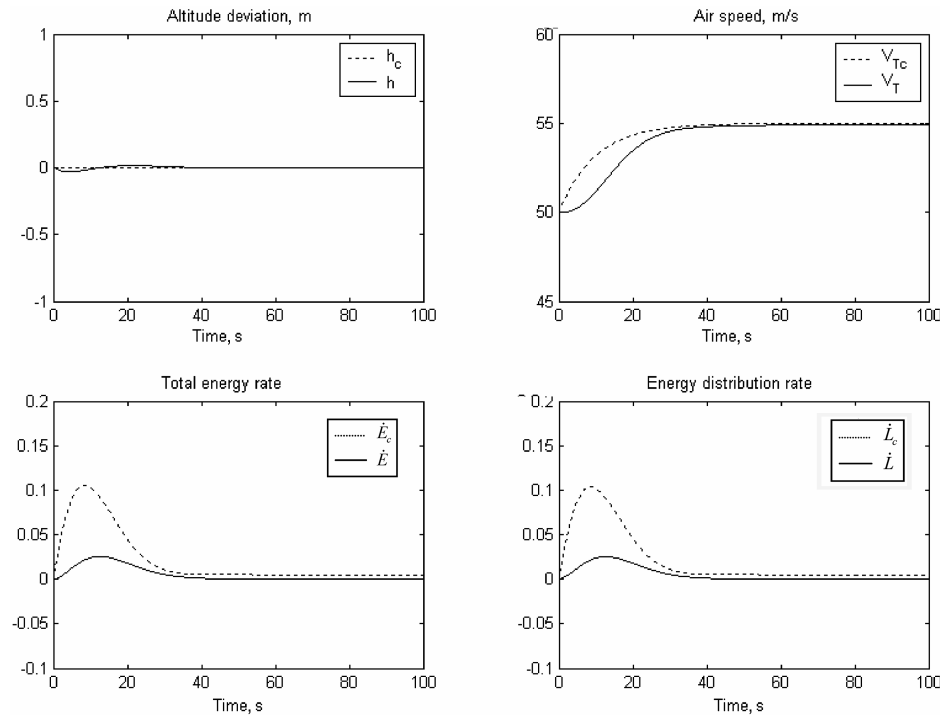 Altitude deviation, m
1
0.5
0
-0.5
-1
h_c
h
0 20 40 60 80 100
Time, s
Air speed, m/s
60
55
50
45
V_Tc
V_T
0 20 40 60 80 100
Time, s
Total energy rate
0.2
0.15
0.1
0.05
0
-0.05
-0.1
Ė_c
Ė
0 20 40 60 80 100
Time, s
Energy distribution rate
0.2
0.15
0.1
0.05
0
-0.05
-0.1
L̇_c
L̇
0 20 40 60 80 100
Time, s